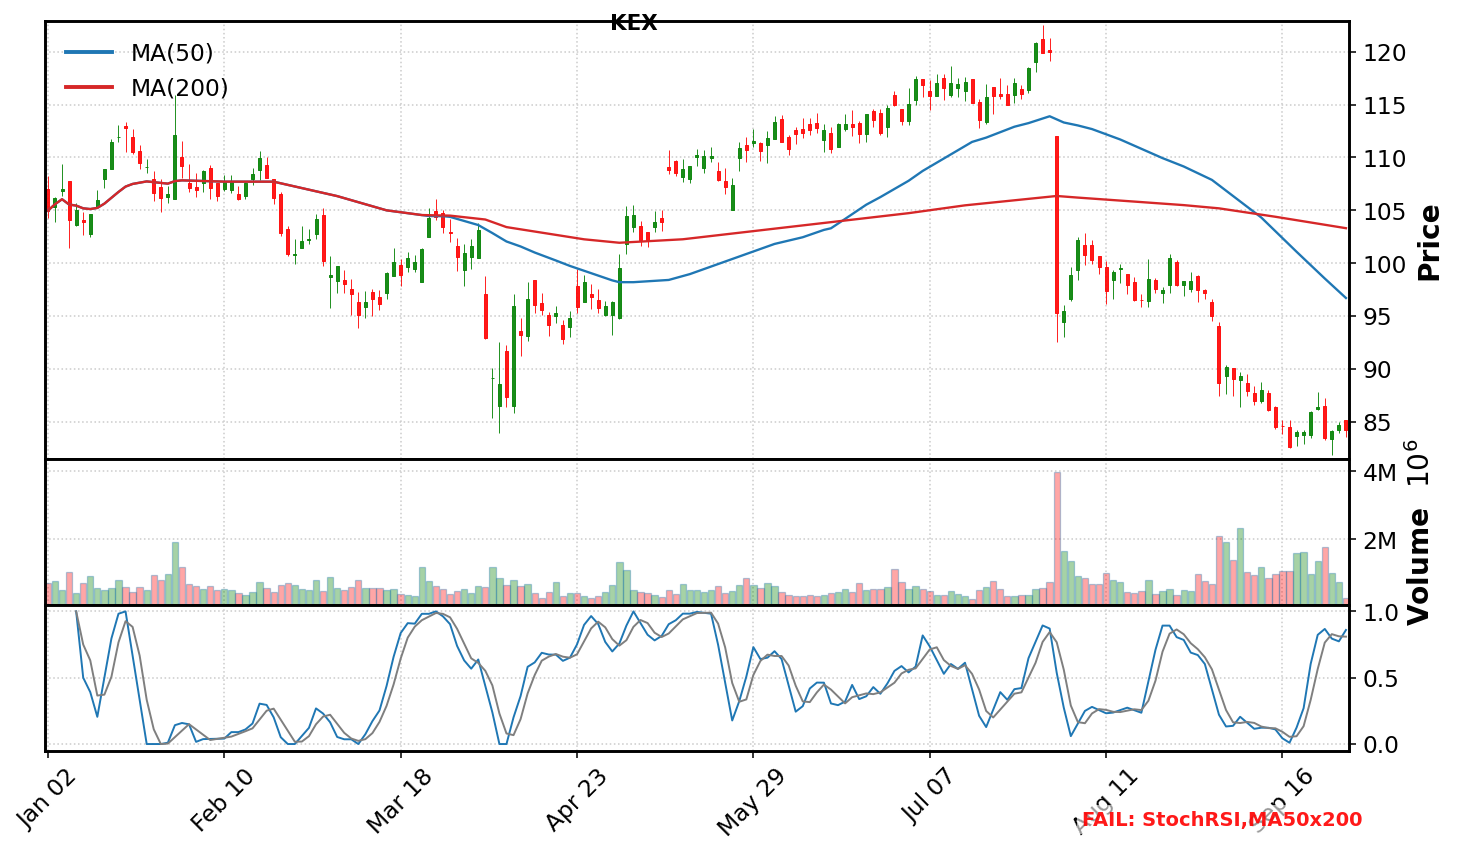 KEX
MA(50)
MA(200)
120
115
110
105
100
95
90
85
Price
4M
2M
Volume 10^6
1.0
0.5
0.0
Jan 02
Feb 10
Mar 18
Apr 23
May 29
Jul 07
Aug 11
Sep 16
FAIL: StochRSI,MA50x200